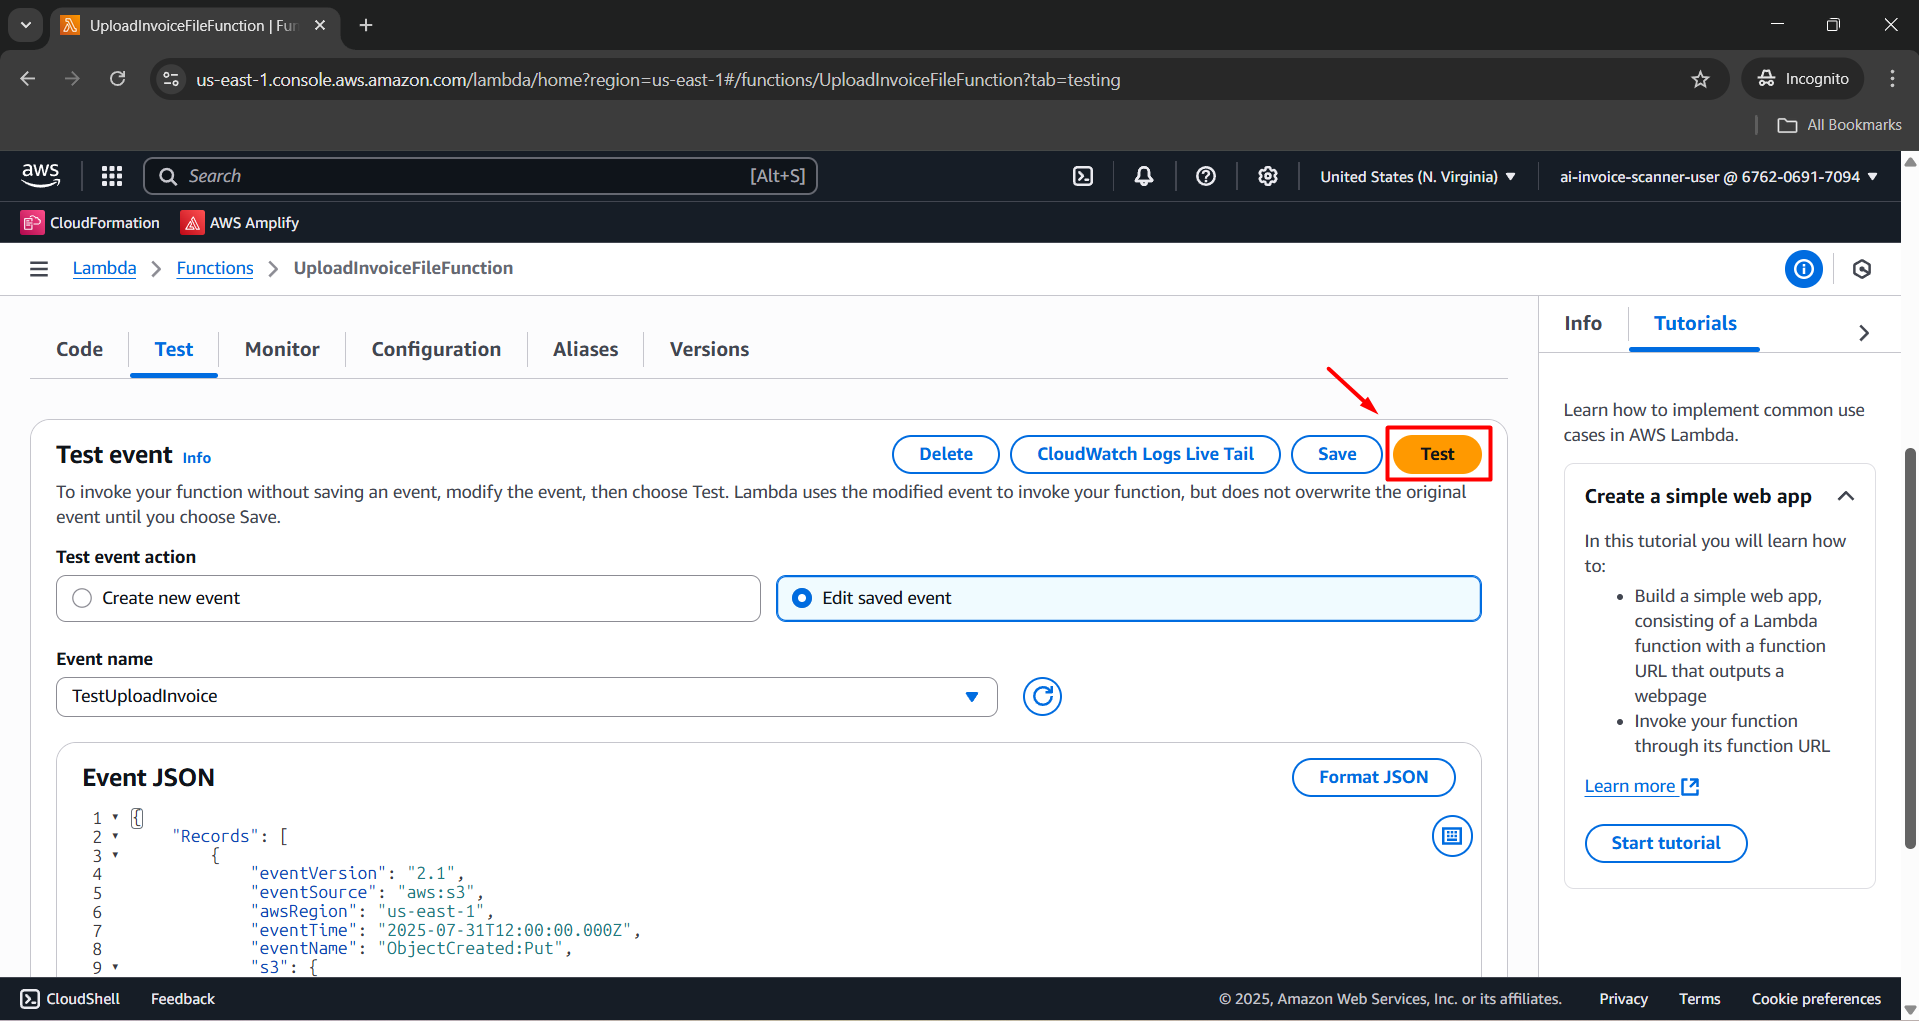 UploadInvoiceFileFunction | Fun
us-east-1.console.aws.amazon.com/lambda/home?region=us-east-1#/functions/UploadInvoiceFileFunction?tab=testing
Incognito
All Bookmarks
aws
Search
[Alt+S]
United States (N. Virginia)
ai-invoice-scanner-user @ 6762-0691-7094
CloudFormation
AWS Amplify
Lambda
Functions
UploadInvoiceFileFunction
Code
Test
Monitor
Configuration
Aliases
Versions
Test event Info
Delete
CloudWatch Logs Live Tail
Save
Test
To invoke your function without saving an event, modify the event, then choose Test. Lambda uses the modified event to invoke your function, but does not overwrite the original
event until you choose Save.
Test event action
Create new event
Edit saved event
Event name
TestUploadInvoice
Event JSON
Format JSON
1 {
2 "Records": [
3 {
4 "eventVersion": "2.1",
5 "eventSource": "aws:s3",
6 "awsRegion": "us-east-1",
7 "eventTime": "2025-07-31T12:00:00.000Z",
8 "eventName": "ObjectCreated:Put",
9 "s3": {
Info
Tutorials
Learn how to implement common use
cases in AWS Lambda.
Create a simple web app
In this tutorial you will learn how
to:
• Build a simple web app,
consisting of a Lambda
function with a function
URL that outputs a
webpage
• Invoke your function
through its function URL
Learn more
Start tutorial
CloudShell
Feedback
© 2025, Amazon Web Services, Inc. or its affiliates.
Privacy
Terms
Cookie preferences